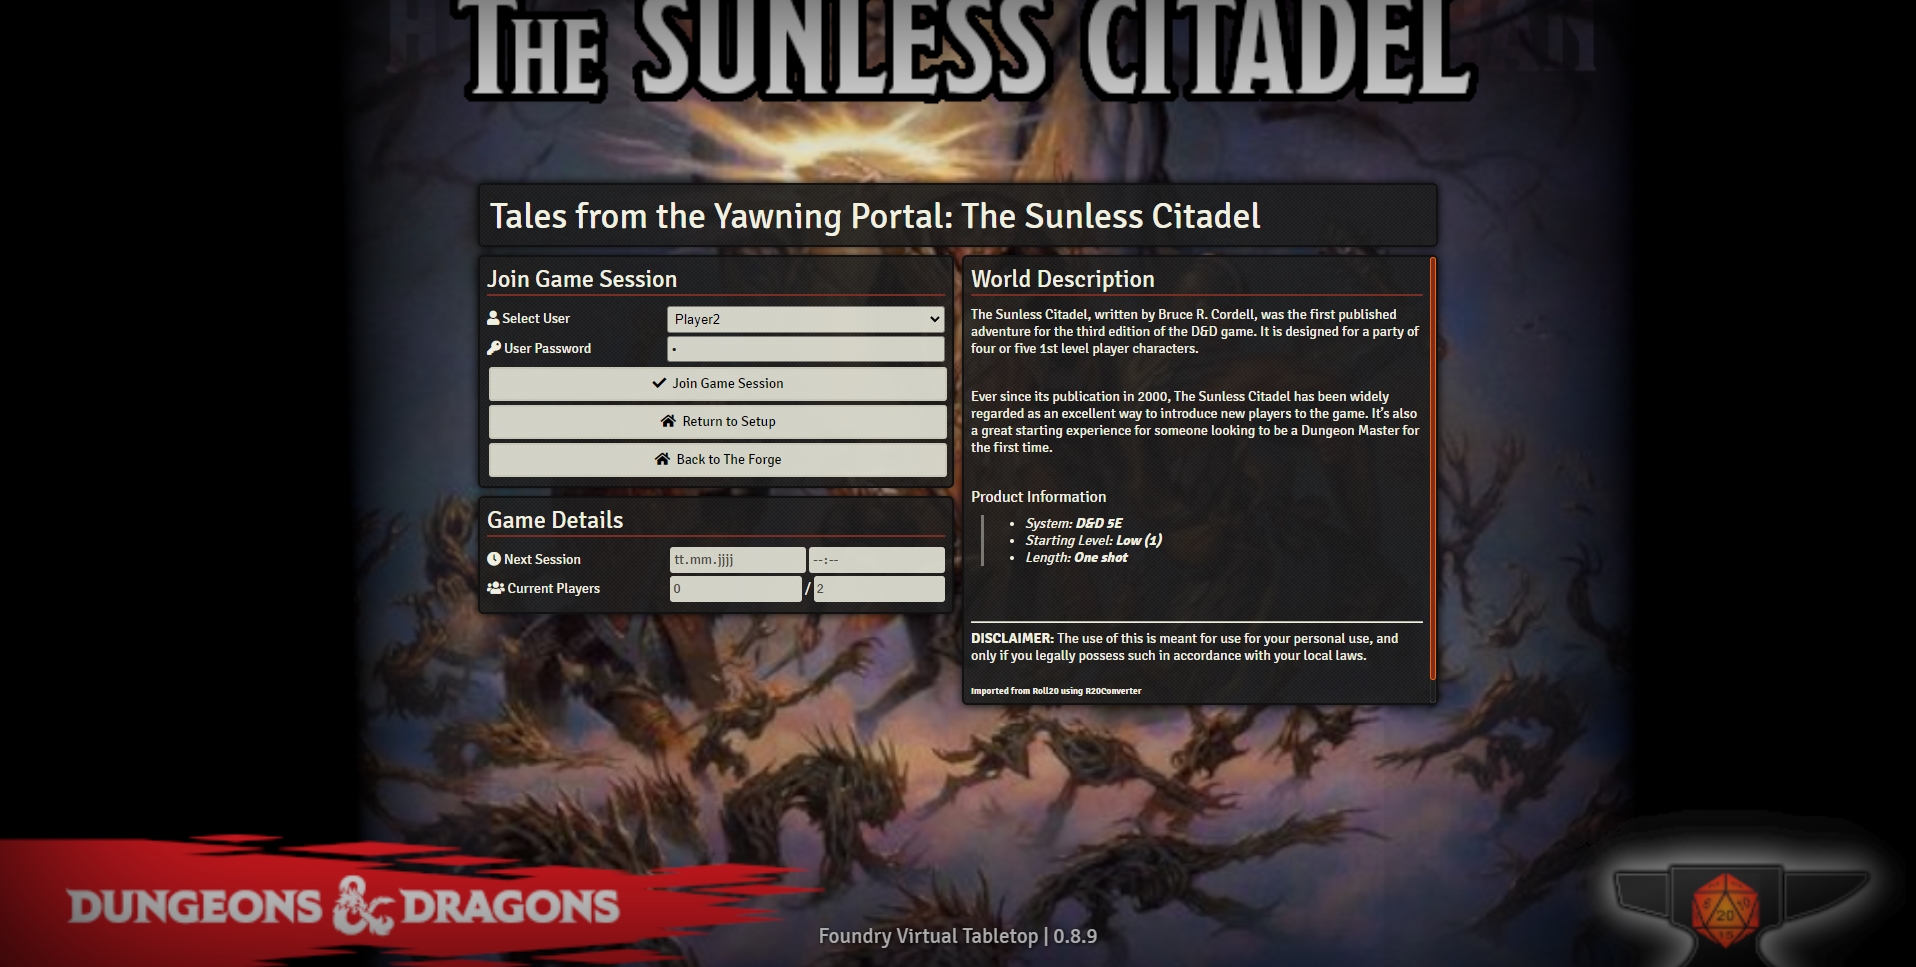 THE SUNLESS CITADEL
Tales from the Yawning Portal: The Sunless Citadel
Join Game Session
Select User
Player2
User Password
•
Join Game Session
Return to Setup
Back to The Forge
Game Details
Next Session
tt.mm.jjjj
--:--
Current Players
0 / 2
World Description
The Sunless Citadel, written by Bruce R. Cordell, was the first published
adventure for the third edition of the D&D game. It is designed for a party of
four or five 1st level player characters.
Ever since its publication in 2000, The Sunless Citadel has been widely
regarded as an excellent way to introduce new players to the game. It's also
a great starting experience for someone looking to be a Dungeon Master for
the first time.
Product Information
• System: D&D 5E
• Starting Level: Low (1)
• Length: One shot
DISCLAIMER: The use of this is meant for use for your personal use, and
only if you legally possess such in accordance with your local laws.
Imported from Roll20 using R20Converter
DUNGEONS & DRAGONS
Foundry Virtual Tabletop | 0.8.9
20